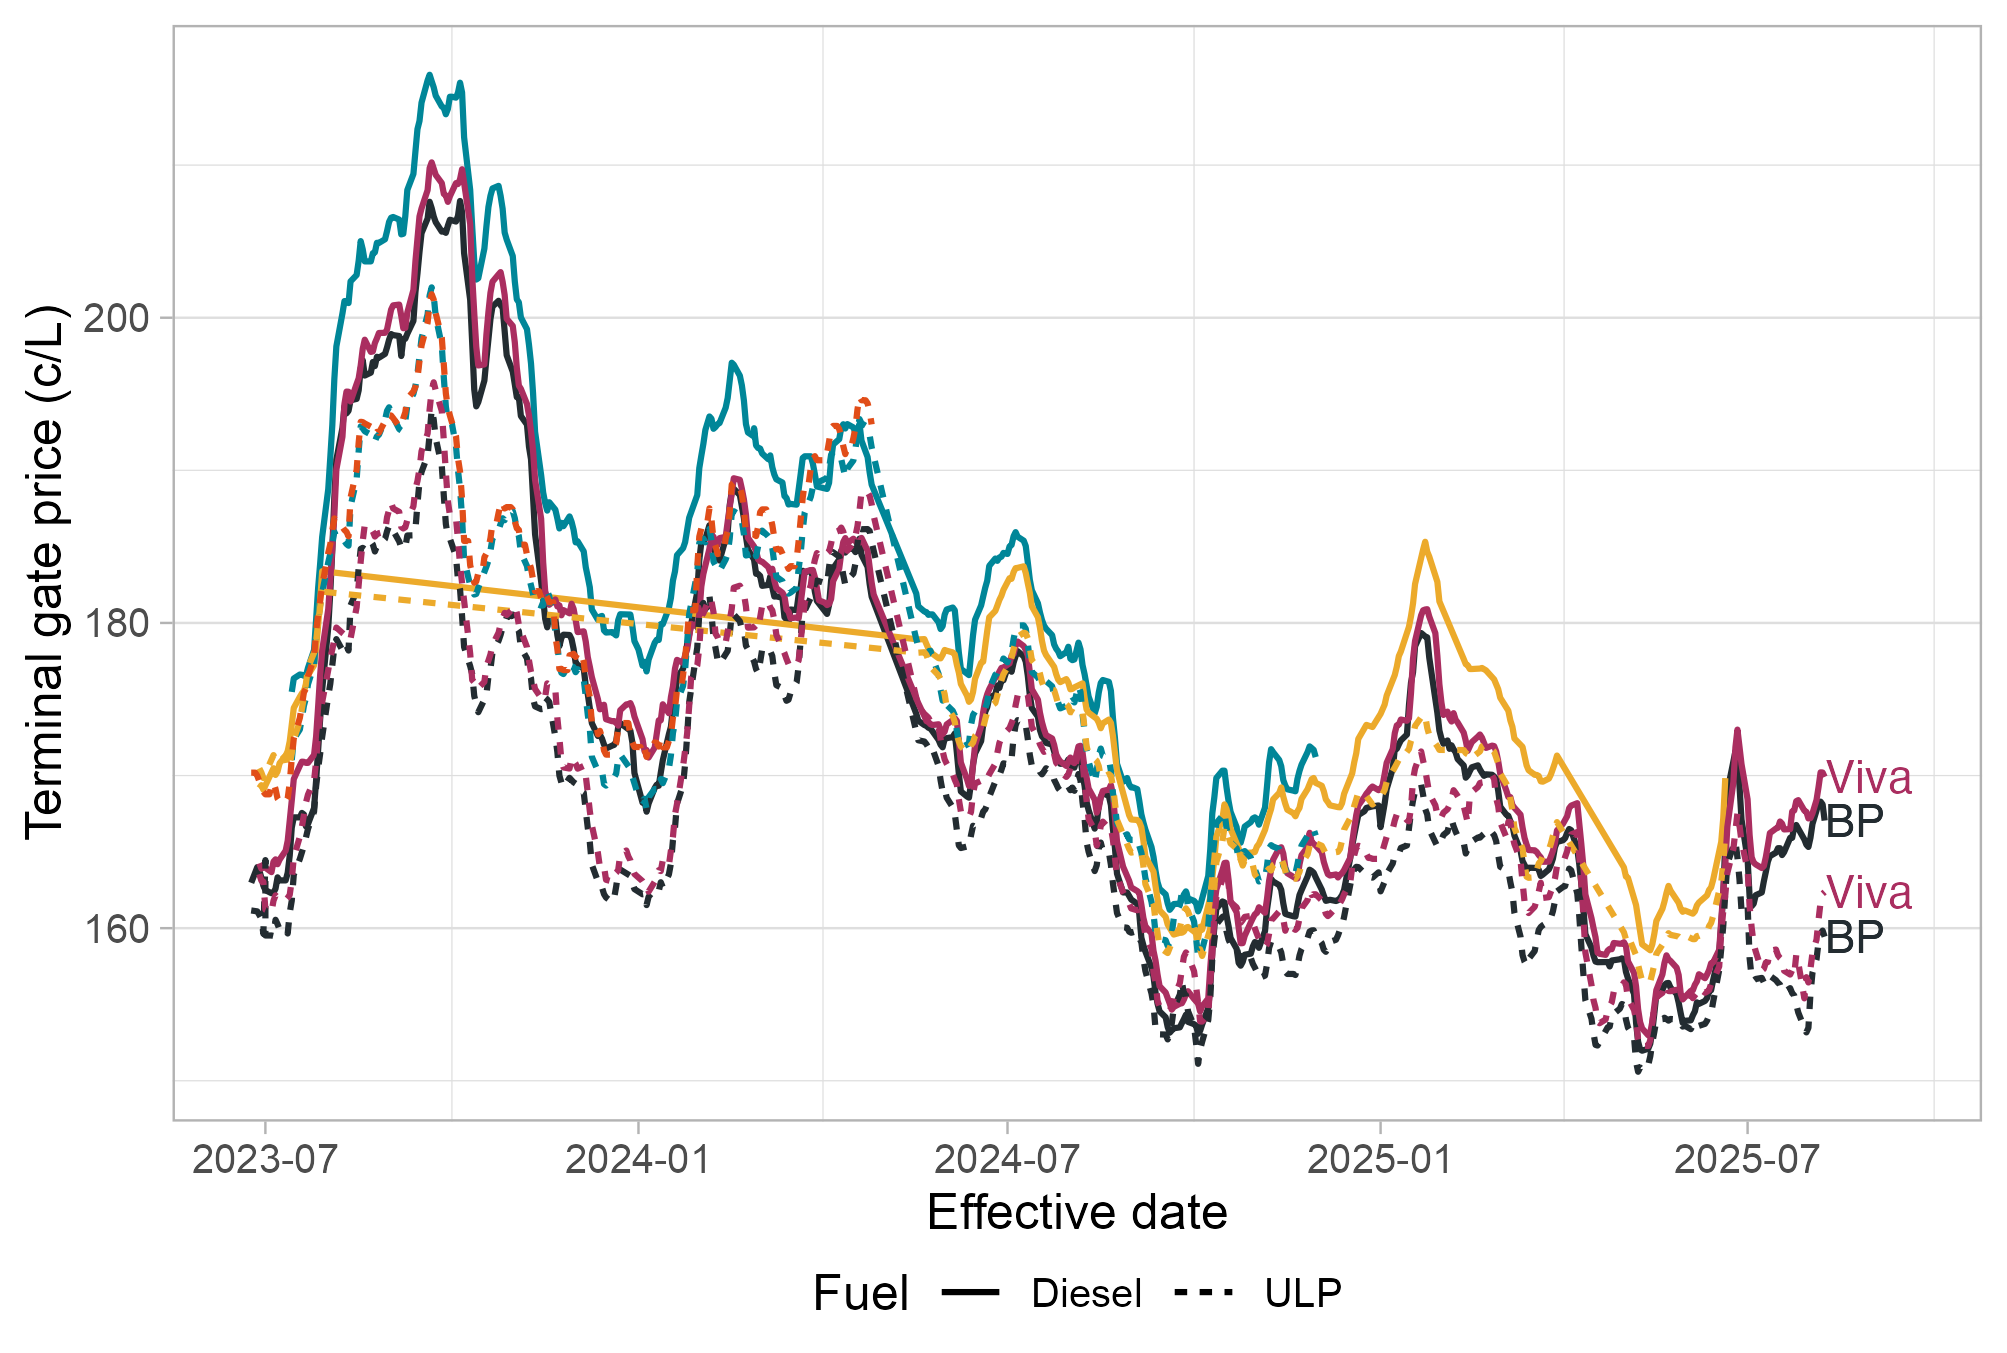 Terminal gate price (c/L)
200
180
160
Viva
BP
Viva
BP
2023-07
2024-01
2024-07
2025-01
2025-07
Effective date
Fuel
Diesel
ULP